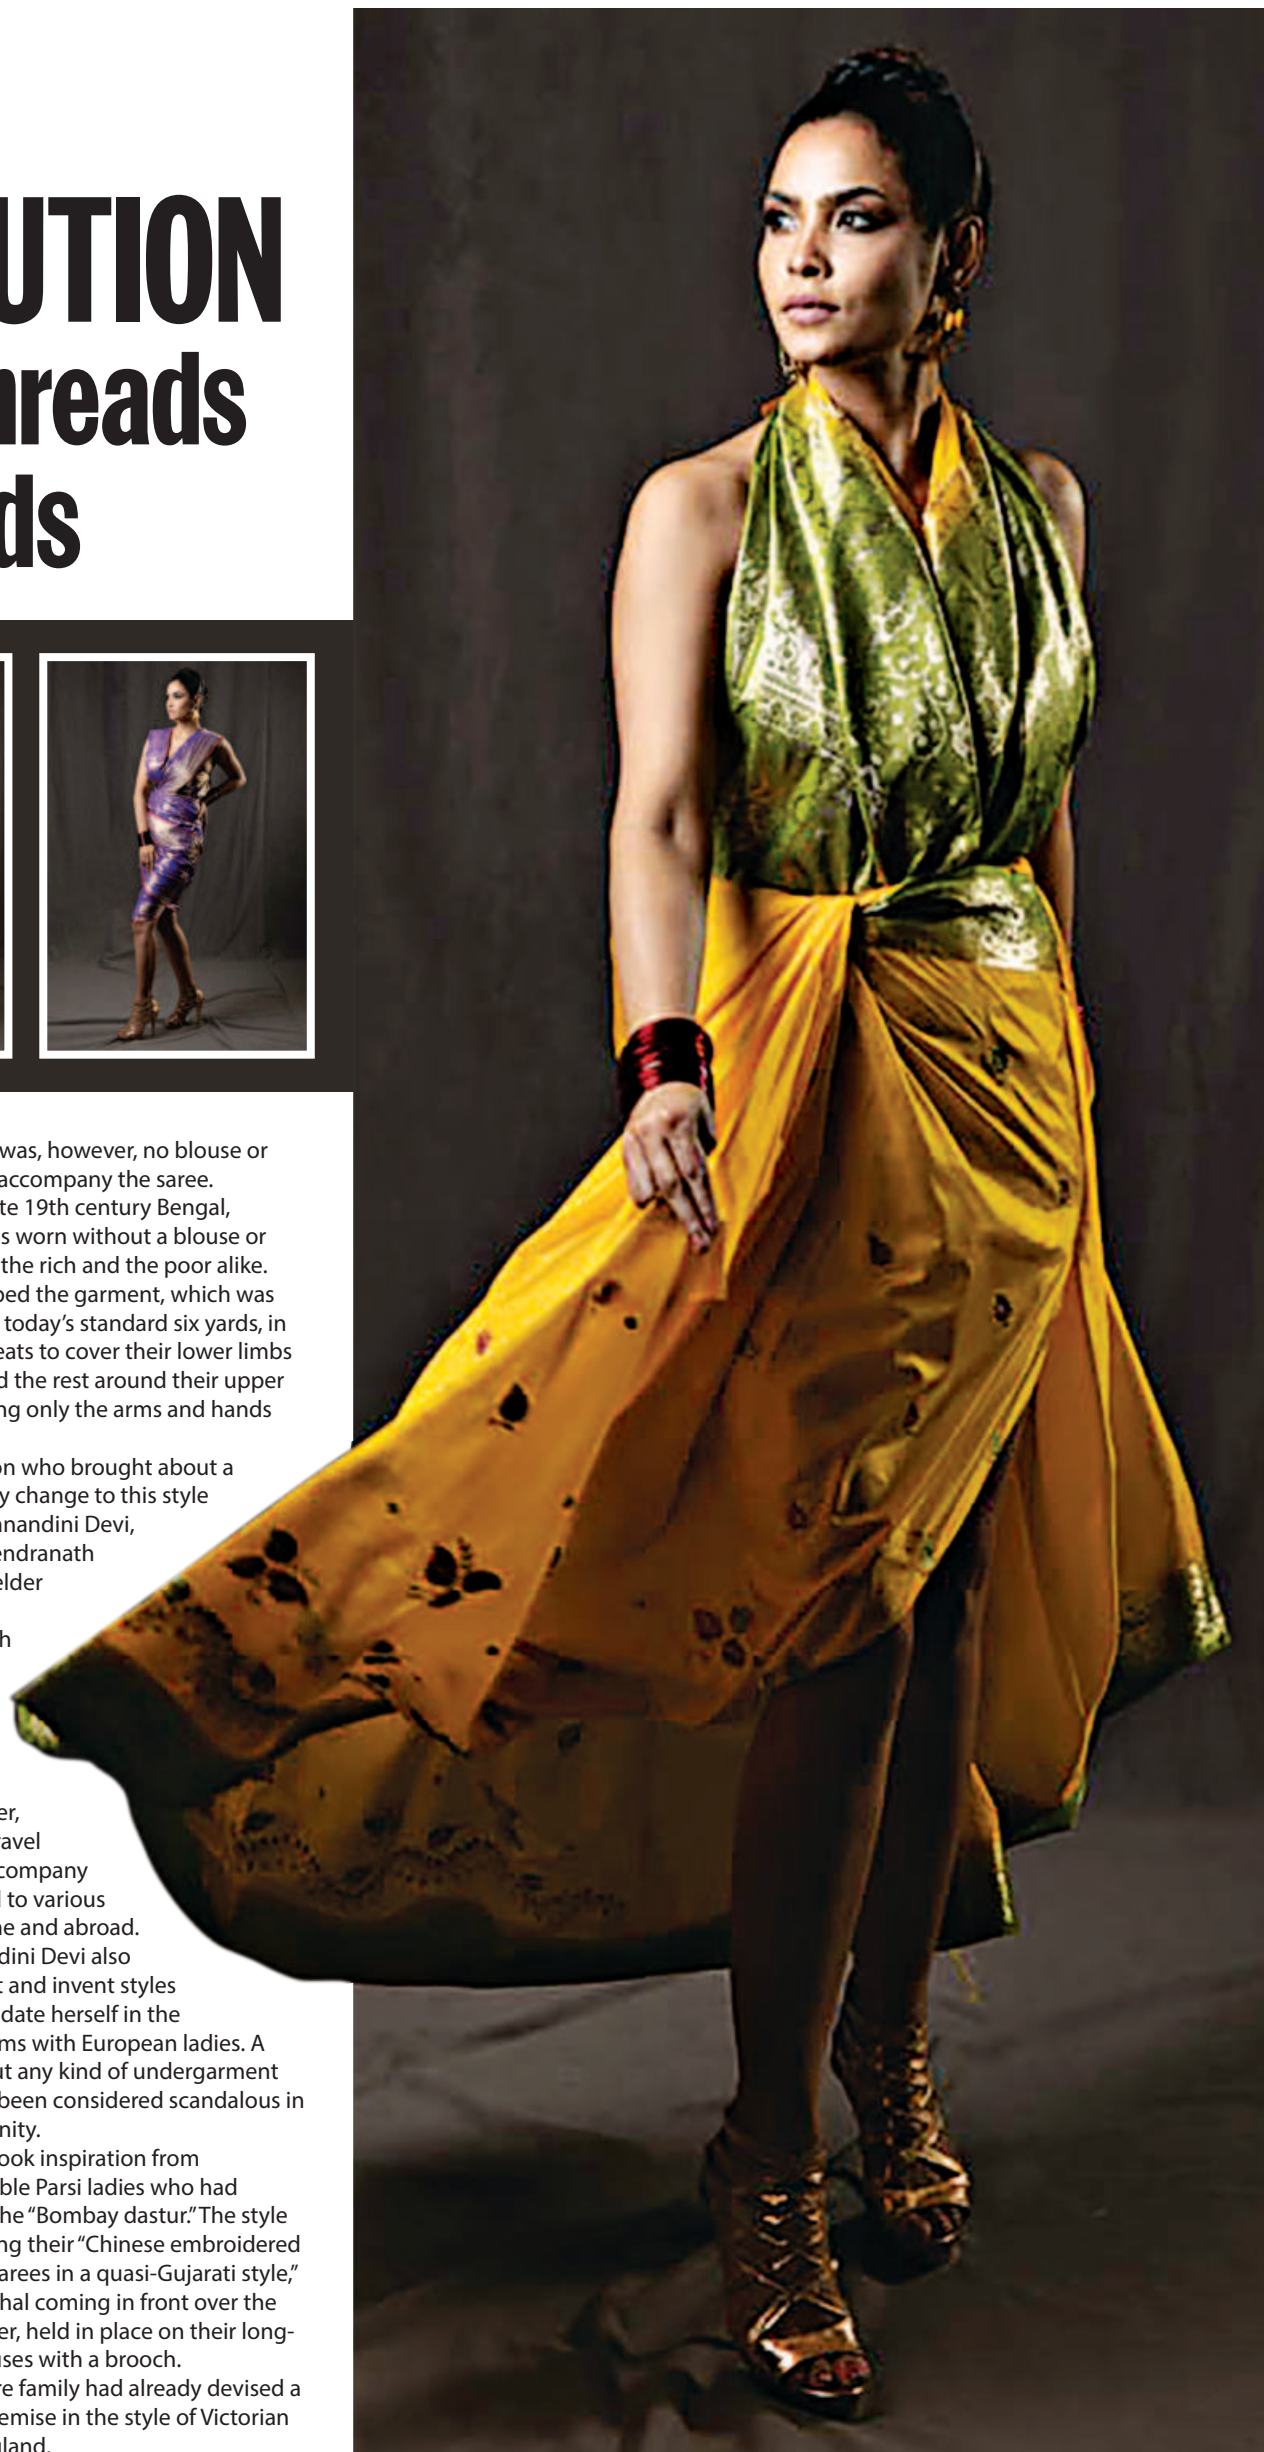 UTION
hreads
ds
was, however, no blouse or
accompany the saree.
te 19th century Bengal,
s worn without a blouse or
the rich and the poor alike.
ped the garment, which was
today's standard six yards, in
eats to cover their lower limbs
d the rest around their upper
ng only the arms and hands
on who brought about a
y change to this style
nandini Devi,
endranath
elder
h
er,
avel
company
l to various
ne and abroad.
dini Devi also
t and invent styles
date herself in the
ms with European ladies. A
ut any kind of undergarment
been considered scandalous in
nity.
ook inspiration from
ble Parsi ladies who had
he “Bombay dastur.” The style
ng their “Chinese embroidered
arees in a quasi-Gujarati style,”
hal coming in front over the
er, held in place on their long-
uses with a brooch.
re family had already devised a
emise in the style of Victorian
gland.